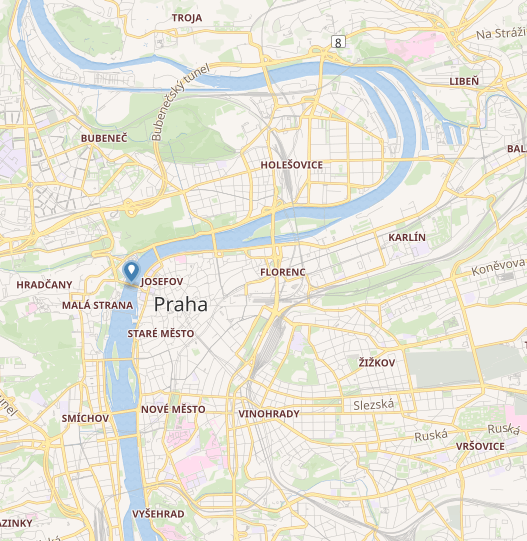 TROJA
Na Stráži
8
LIBEŇ
Bubenečský tunel
BUBENEČ
BAL
HOLEŠOVICE
KARLÍN
Koněvova
FLORENC
HRADČANY
JOSEFOV
MALÁ STRANA
Praha
STARÉ MĚSTO
ŽIŽKOV
Slezská
NOVÉ MĚSTO
VINOHRADY
SMÍCHOV
Ruská
Ruská
VRŠOVICE
VYŠEHRAD
AZINKY